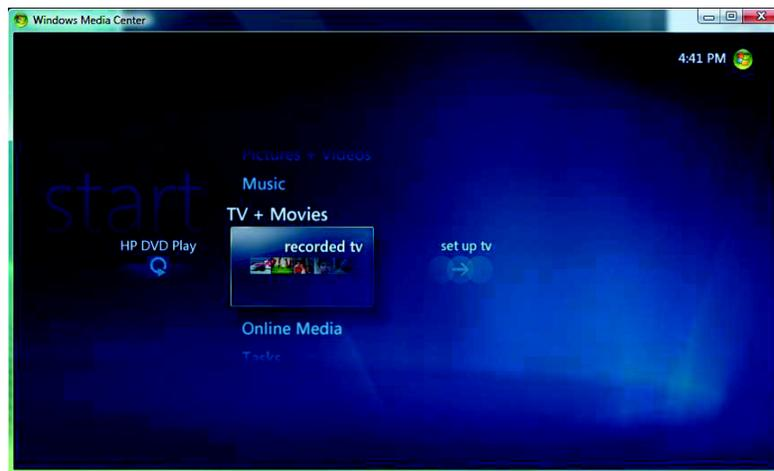 Windows Media Center
4:41 PM
Pictures + Videos
start
Music
TV + Movies
HP DVD Play
recorded tv
set up tv
Online Media
Tasks